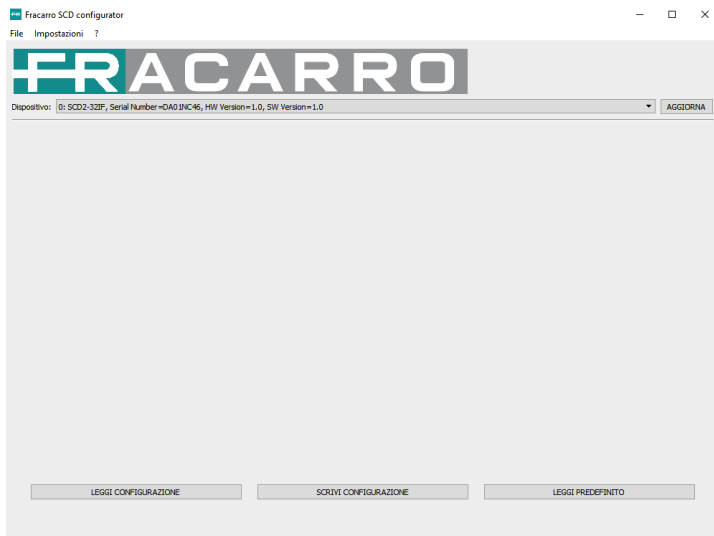 FR Fracarro SCD configurator
File Impostazioni ?
FRACARRO
Dispositivo: 0: SCD2-32IF, Serial Number=DA01NC46, HW Version=1.0, SW Version=1.0 AGGIORNA
LEGGI CONFIGURAZIONE SCRIVI CONFIGURAZIONE LEGGI PREDEFINITO